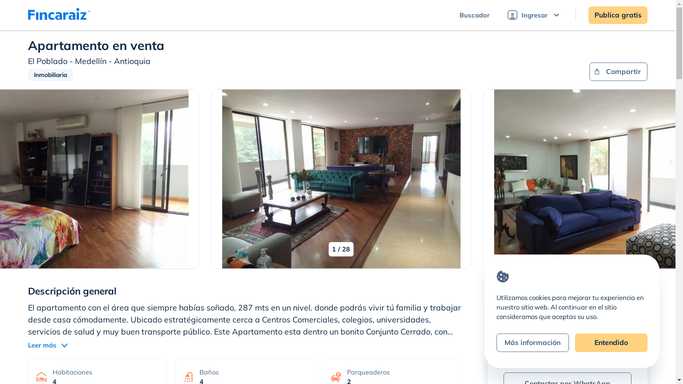 Fincaraiz
Buscador
Ingresar
Publica gratis
Apartamento en venta
El Poblado - Medellín - Antioquia
Inmobiliaria
Compartir
1 / 28
Descripción general
El apartamento con el área que siempre habías soñado, 287 mts en un nivel, donde podrás vivir tú familia y trabajar
desde casa cómodamente. Ubicado estratégicamente cerca a Centros Comerciales, colegios, universidades,
servicios de salud y muy buen transporte público. Este Apartamento esta dentro un bonito Conjunto Cerrado, con...
Leer más
Habitaciones
4
Baños
4
Parqueaderos
2
Utilizamos cookies para mejorar tu experiencia en
nuestro sitio web. Al continuar en el sitio
consideramos que aceptas su uso.
Más información
Entendido
Contactar por WhatsApp